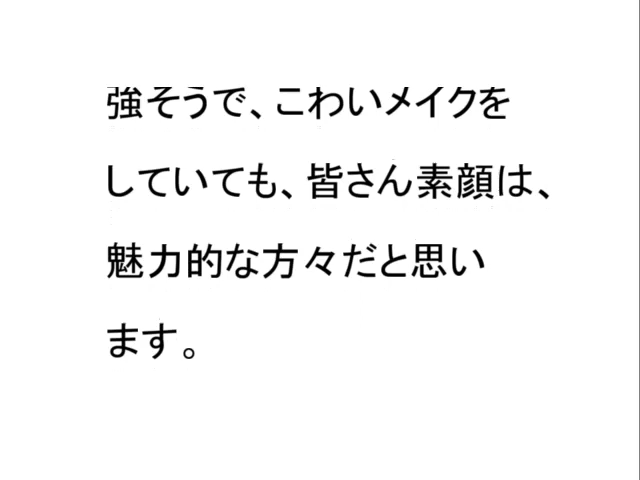 強そうで、こわいメイクを
していても、皆さん素顔は、
魅力的な方々だと思い
ます。